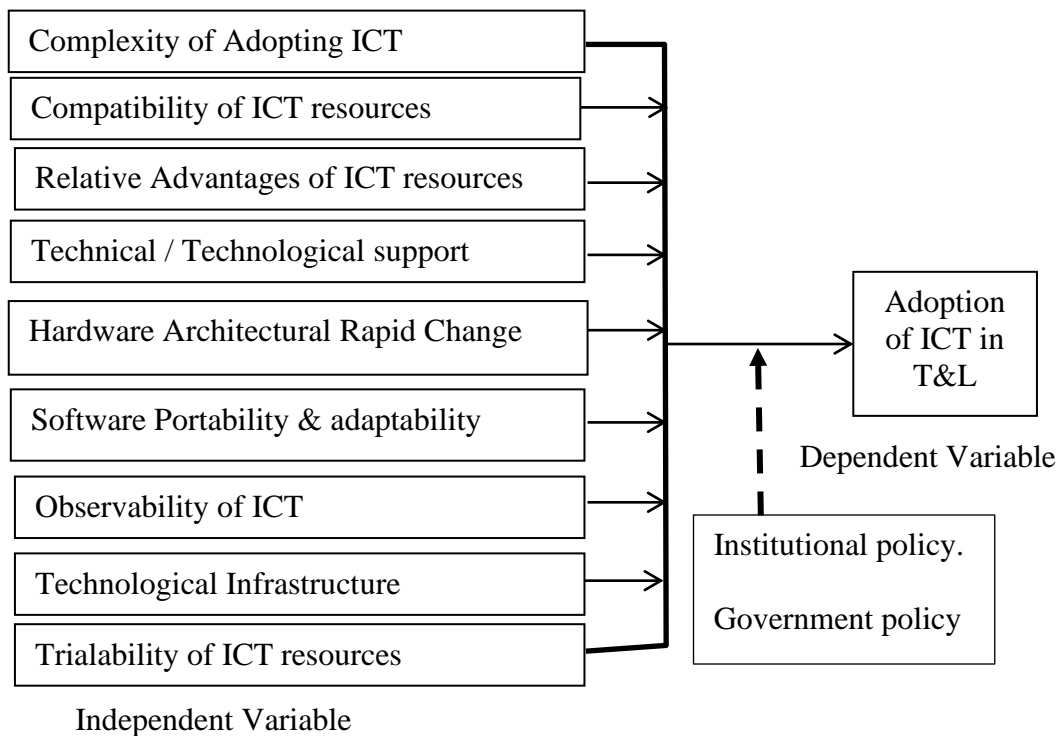 Complexity of Adopting ICT
Compatibility of ICT resources
Relative Advantages of ICT resources
Technical / Technological support
Hardware Architectural Rapid Change
Software Portability & adaptability
Observability of ICT
Technological Infrastructure
Trialability of ICT resources
Independent Variable
Adoption
of ICT in
T&L
Dependent Variable
Institutional policy.
Government policy